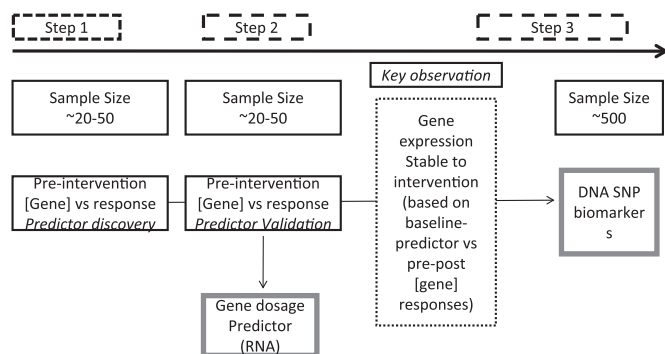 Step 1
Step 2
Step 3
Key observation
Sample Size
~20-50
Sample Size
~20-50
Sample Size
~500
Pre-intervention
[Gene] vs response
Predictor discovery
Pre-intervention
[Gene] vs response
Predictor Validation
Gene
expression
Stable to
intervention
(based on
baseline-
predictor vs
pre-post
[gene]
responses)
DNA SNP
biomarker
s
Gene dosage
Predictor
(RNA)